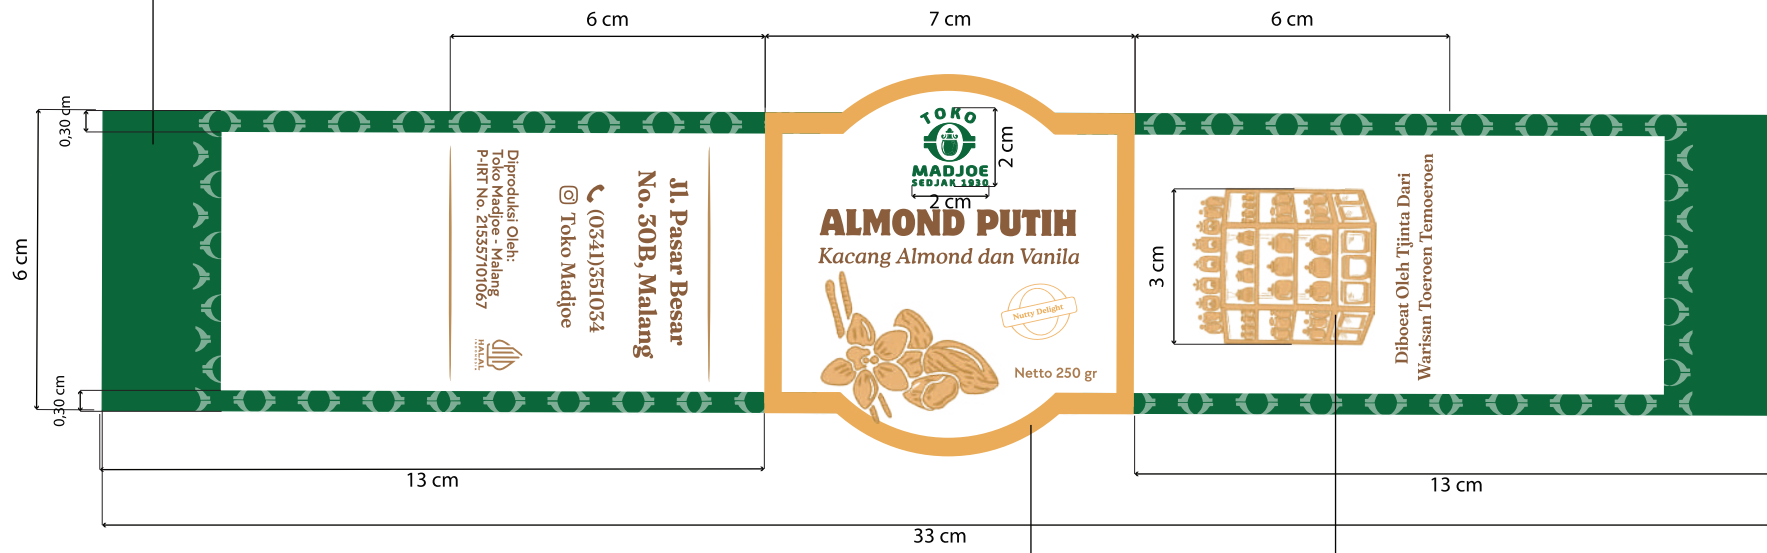 6 cm
7 cm
6 cm
0,30 cm
6 cm
0,30 cm
Jl. Pasar Besar
No. 30B, Malang
(0341)351034
Toko Madjoe
Diproduksi Oleh:
Toko Madjoe - Malang
P-IRT No. 215357101067
HALAL
TOKO
MADJOE
SEDJAK 1930
2 cm
2 cm
ALMOND PUTIH
Kacang Almond dan Vanila
Nutty Delight
Netto 250 gr
3 cm
Diboeat Oleh Tjinta Dari
Warisan Toeroen Temoeroen
13 cm
13 cm
33 cm